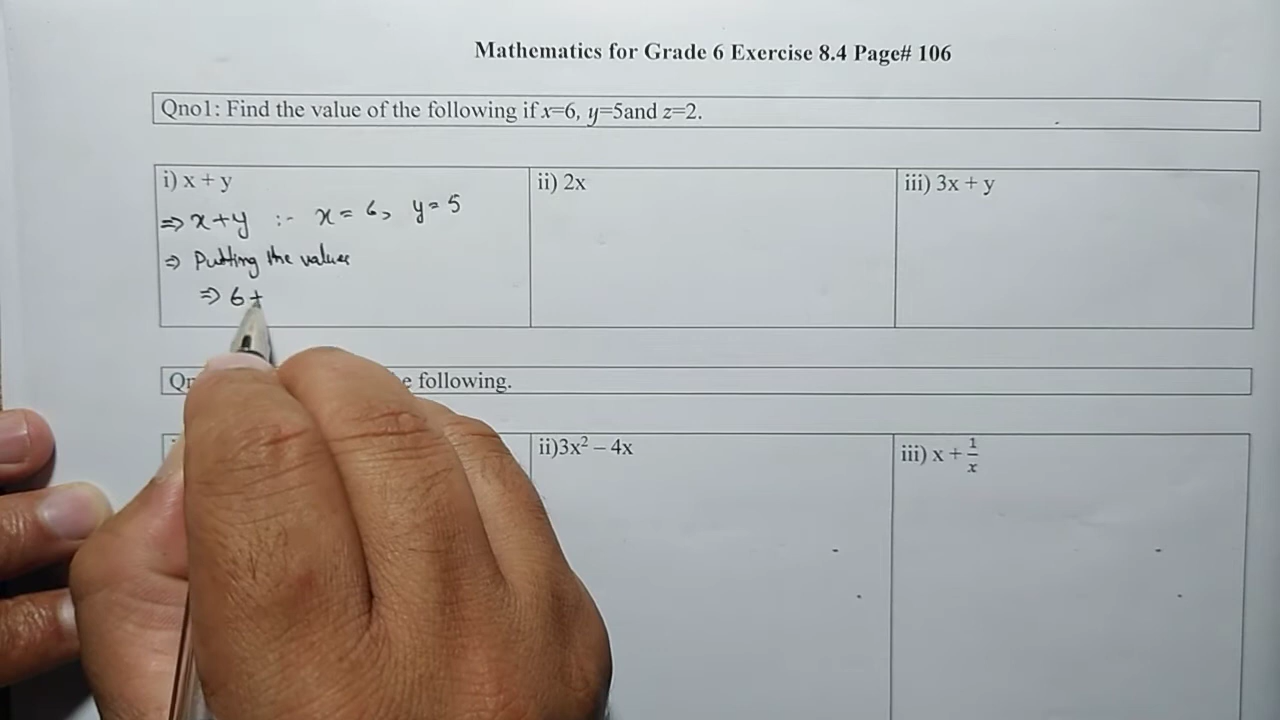 Mathematics for Grade 6 Exercise 8.4 Page# 106
Qno1: Find the value of the following if x=6, y=5and z=2.
i) x + y
⇒ x+y :- x = 6, y = 5
⇒ Putting the values
⇒ 6 +
ii) 2x
iii) 3x + y
following.
ii)3x² – 4x
iii) x + 1/x